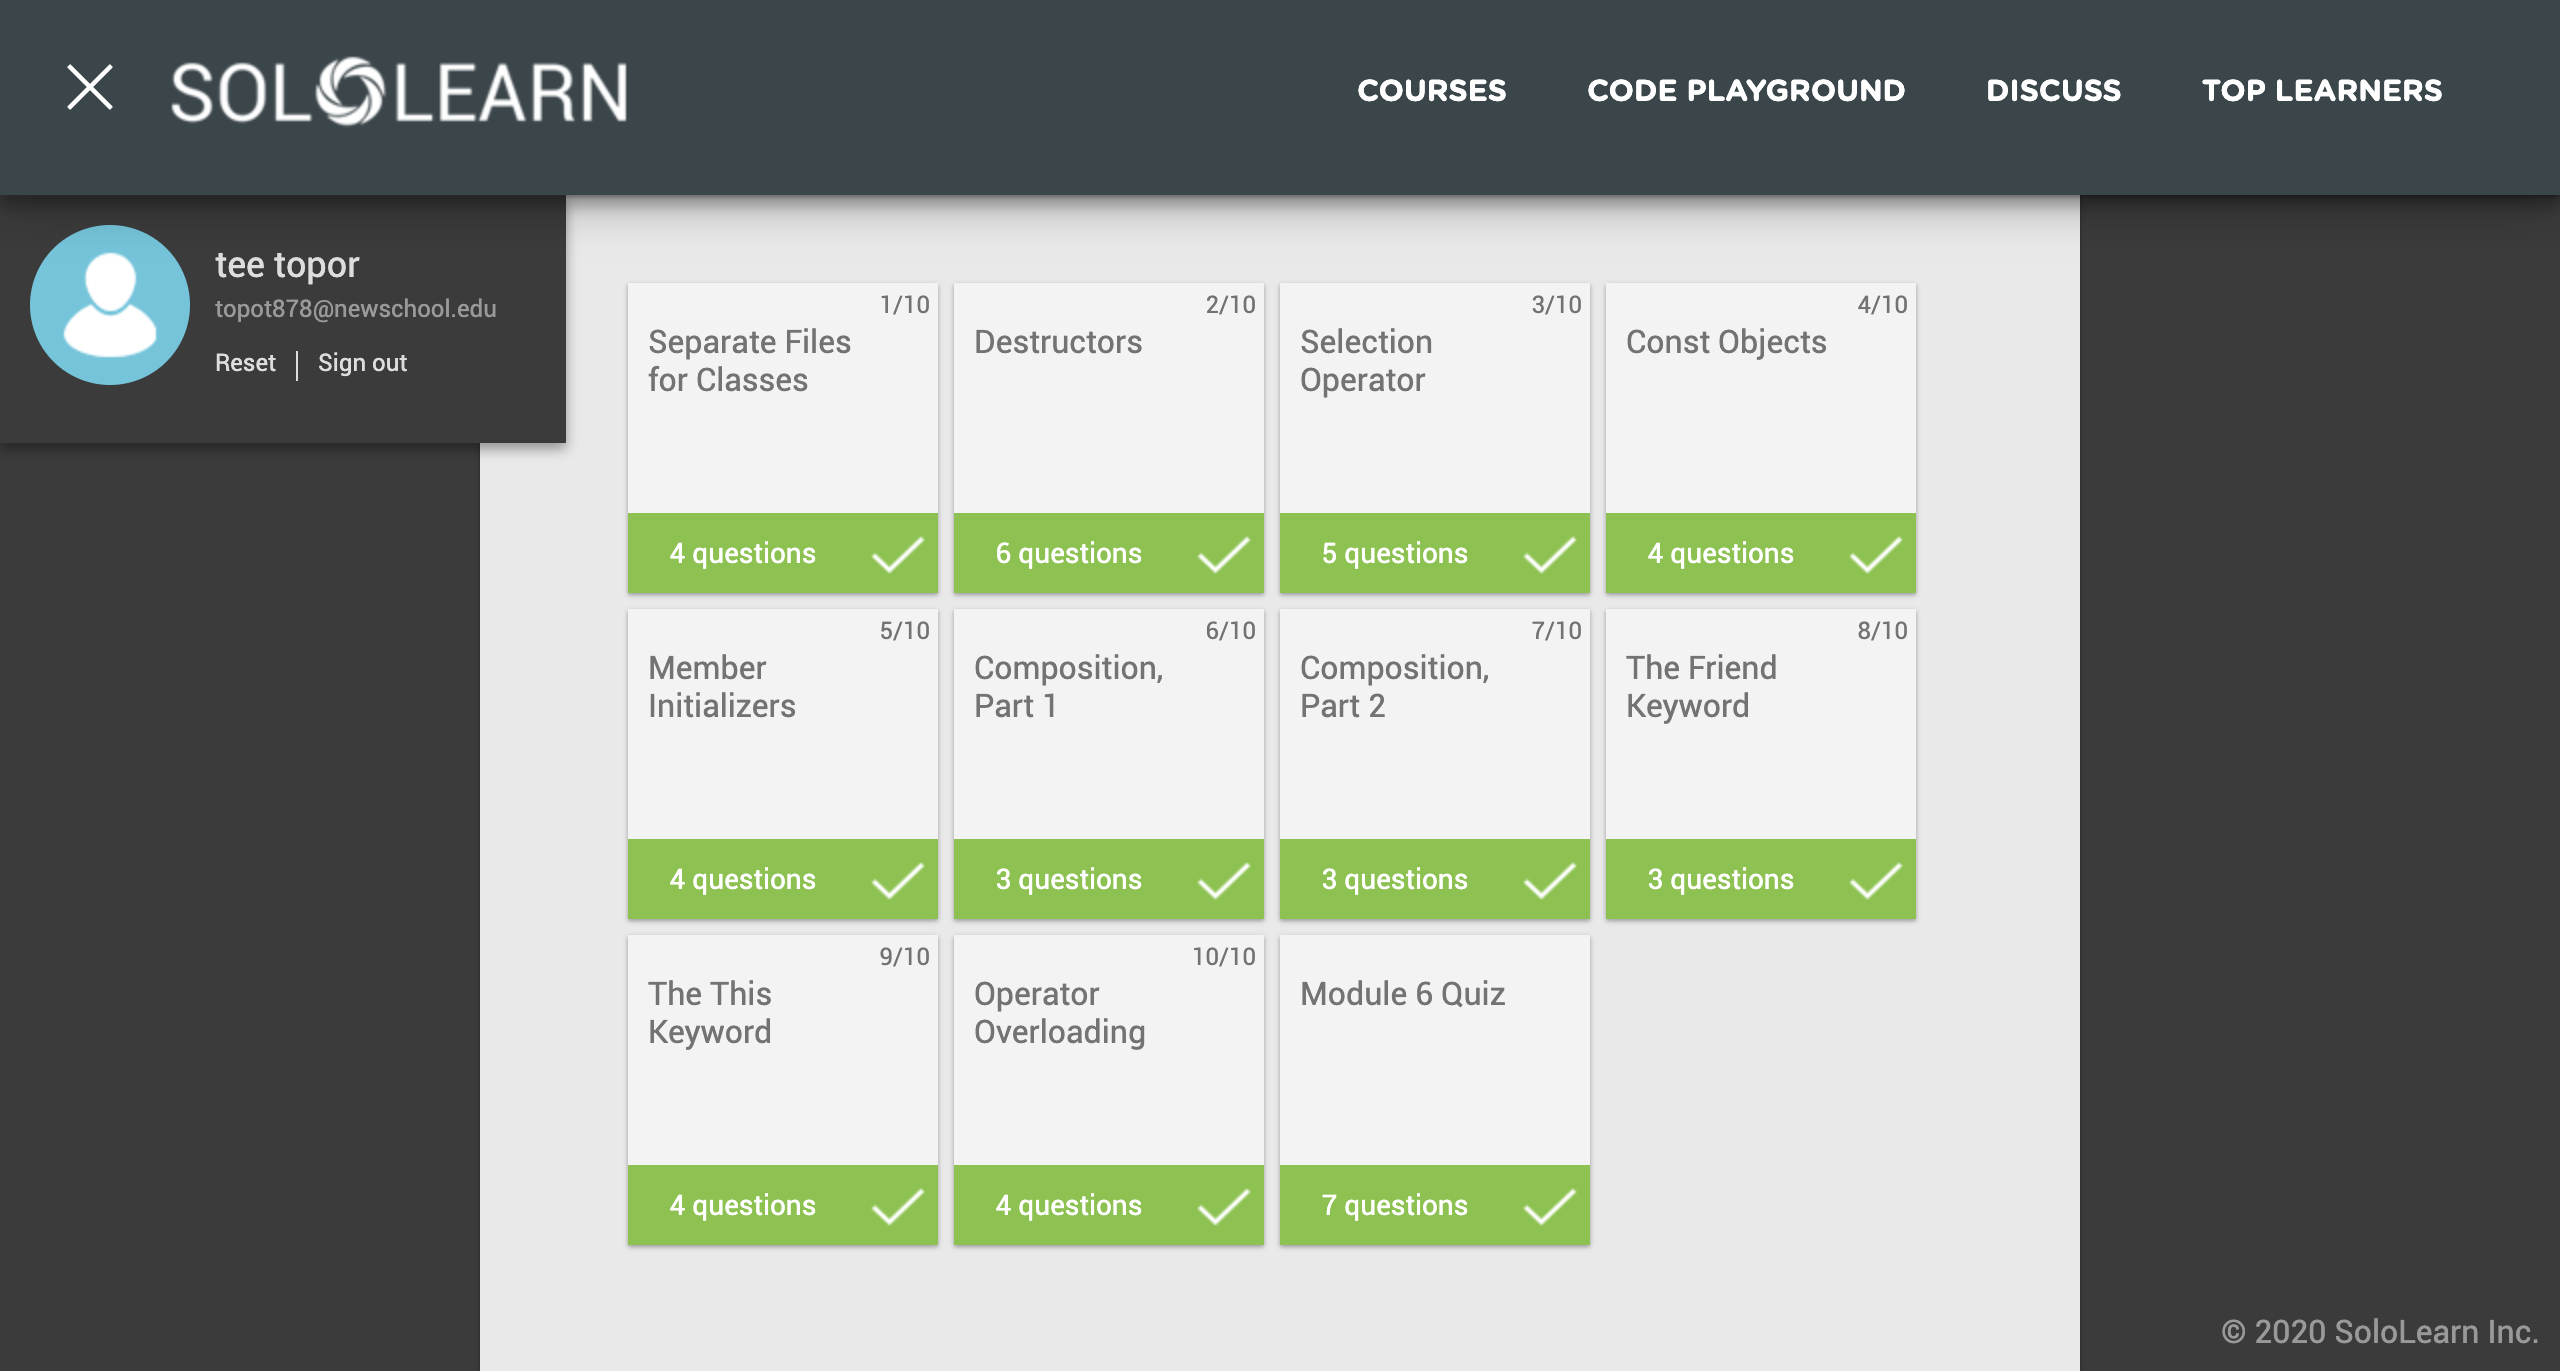 SOLOLEARN
COURSES CODE PLAYGROUND DISCUSS TOP LEARNERS
tee topor
topot878@newschool.edu
Reset | Sign out
1/10
Separate Files
for Classes
4 questions
2/10
Destructors
6 questions
3/10
Selection
Operator
5 questions
4/10
Const Objects
4 questions
5/10
Member
Initializers
4 questions
6/10
Composition,
Part 1
3 questions
7/10
Composition,
Part 2
3 questions
8/10
The Friend
Keyword
3 questions
9/10
The This
Keyword
4 questions
10/10
Operator
Overloading
4 questions
Module 6 Quiz
7 questions
© 2020 SoloLearn Inc.